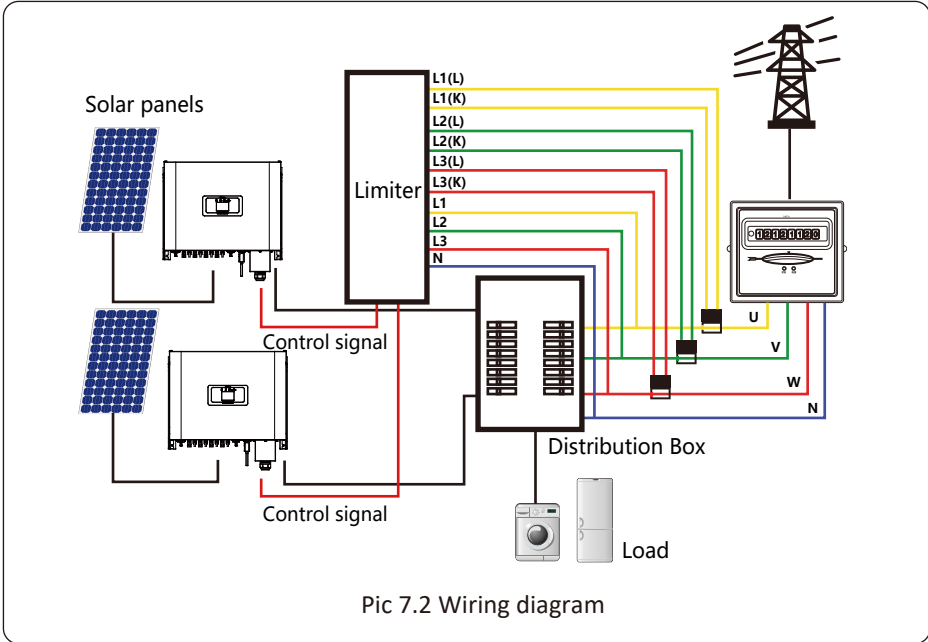 Solar panels
Limiter
L1(L)
L1(K)
L2(L)
L2(K)
L3(L)
L3(K)
L1
L2
L3
N
12121120
U
V
W
N
Control signal
Control signal
Distribution Box
Load
Pic 7.2 Wiring diagram